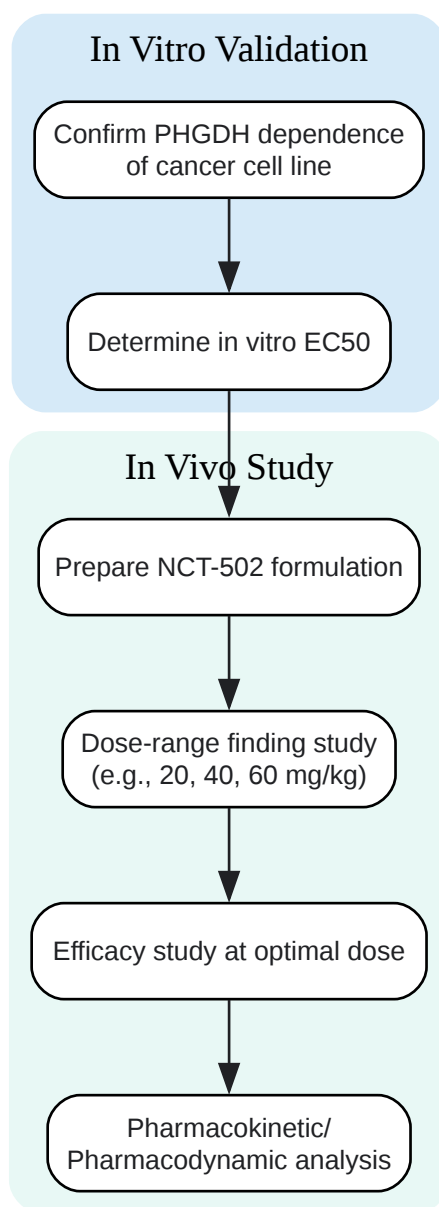 In Vitro Validation
Confirm PHGDH dependence
of cancer cell line
Determine in vitro EC50
In Vivo Study
Prepare NCT-502 formulation
Dose-range finding study
(e.g., 20, 40, 60 mg/kg)
Efficacy study at optimal dose
Pharmacokinetic/
Pharmacodynamic analysis